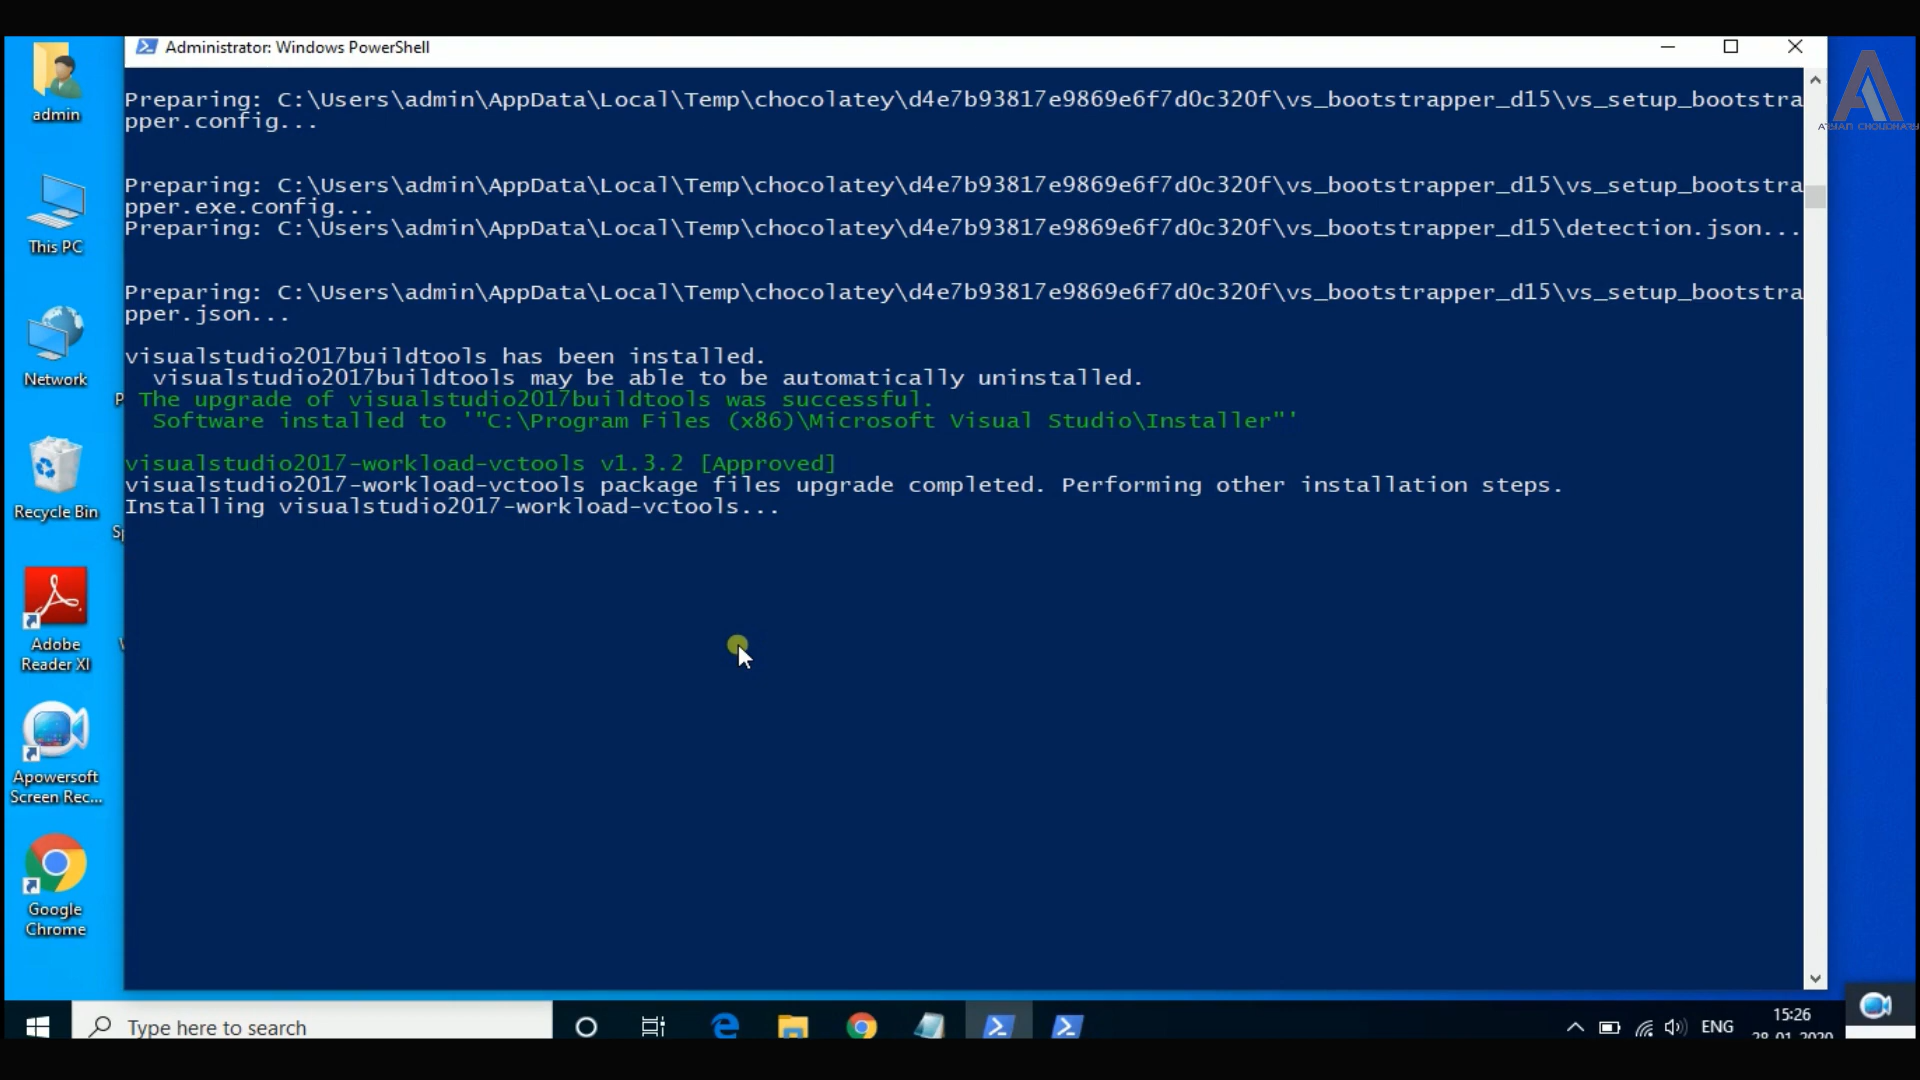 Administrator: Windows PowerShell
Preparing: C:\Users\admin\AppData\Local\Temp\chocolatey\d4e7b93817e9869e6f7d0c320f\vs_bootstrapper_d15\vs_setup_bootstra
pper.config...
Preparing: C:\Users\admin\AppData\Local\Temp\chocolatey\d4e7b93817e9869e6f7d0c320f\vs_bootstrapper_d15\vs_setup_bootstra
pper.exe.config...
Preparing: C:\Users\admin\AppData\Local\Temp\chocolatey\d4e7b93817e9869e6f7d0c320f\vs_bootstrapper_d15\detection.json...
Preparing: C:\Users\admin\AppData\Local\Temp\chocolatey\d4e7b93817e9869e6f7d0c320f\vs_bootstrapper_d15\vs_setup_bootstra
pper.json...
visualstudio2017buildtools has been installed.
visualstudio2017buildtools may be able to be automatically uninstalled.
The upgrade of visualstudio2017buildtools was successful.
Software installed to '"C:\Program Files (x86)\Microsoft Visual Studio\Installer"'
visualstudio2017-workload-vctools v1.3.2 [Approved]
visualstudio2017-workload-vctools package files upgrade completed. Performing other installation steps.
Installing visualstudio2017-workload-vctools...
admin
This PC
Network
Recycle Bin
Adobe
Reader XI
Apowersoft
Screen Rec...
Google
Chrome
Type here to search
ENG
15:26
28-01-2020
CHOUDHARY